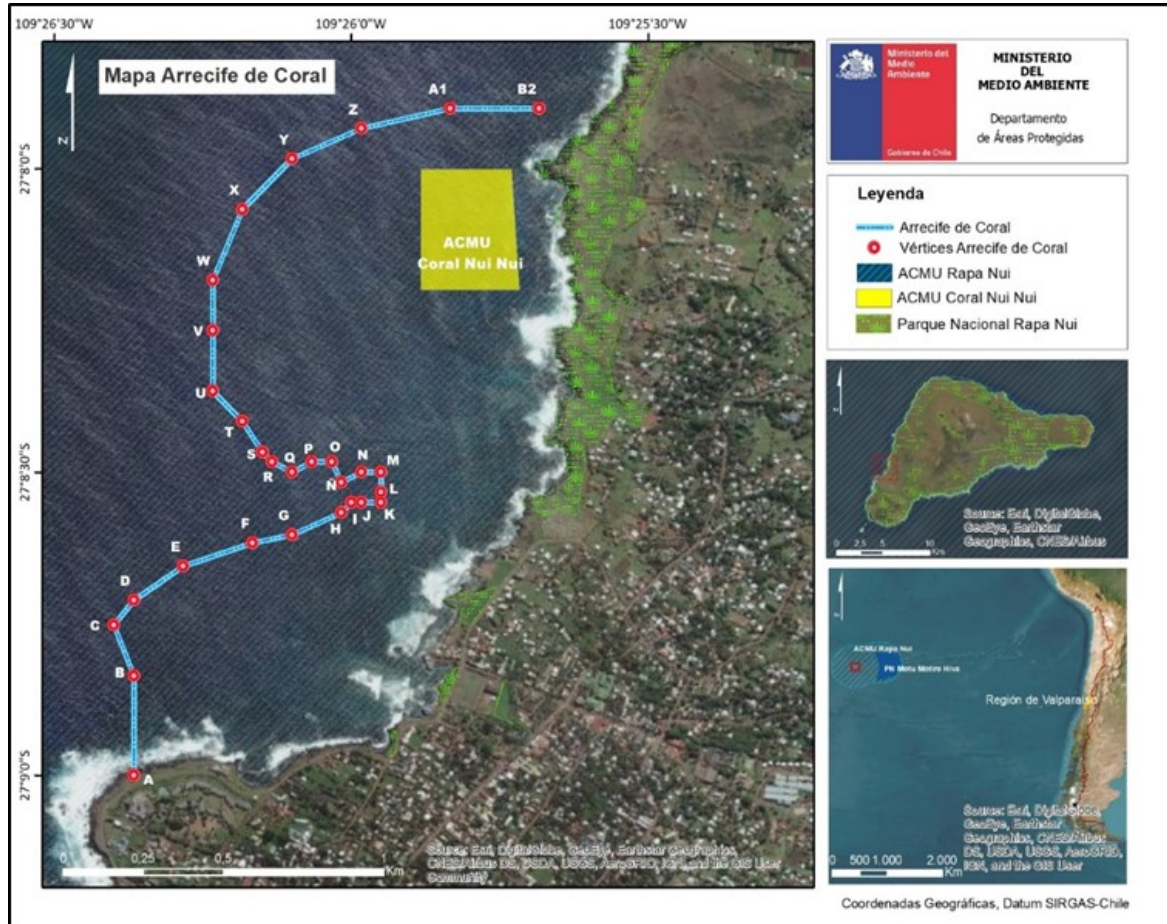 109°26'30"W
109°26'0"W
109°25'30"W
Mapa Arrecife de Coral
N
27°8'0"S
27°8'30"S
27°9'0"S
A1
B2
Z
Y
X
W
V
U
T
S
R
Q
P
O
Ñ
N
M
L
K
J
I
H
G
F
E
D
C
B
A
ACMU
Coral Nui Nui
0
0,25
0,5
1
Km
Source: Esri, DigitalGlobe, GeoEye, Earthstar Geographics,
CNES/Airbus DS, USDA, USGS, AeroGRID, IGN, and the GIS User
Community
Ministerio del
Medio
Ambiente
Gobierno de Chile
MINISTERIO
DEL
MEDIO AMBIENTE
Departamento
de Áreas Protegidas
Leyenda
Arrecife de Coral
Vértices Arrecife de Coral
ACMU Rapa Nui
ACMU Coral Nui Nui
Parque Nacional Rapa Nui
Source: Esri, DigitalGlobe,
GeoEye, Earthstar
Geographics, CNES/Airbus
0 5 10
Km
ACMU Rapa Nui
PN Motu Motiro Hiva
Región de Valparaíso
Source: Esri, DigitalGlobe,
GeoEye, Earthstar
Geographics, CNES/Airbus
DS, USDA, USGS, AeroGRID,
IGN, and the GIS User
0 500 1.000 2.000
Km
Coordenadas Geográficas, Datum SIRGAS-Chile